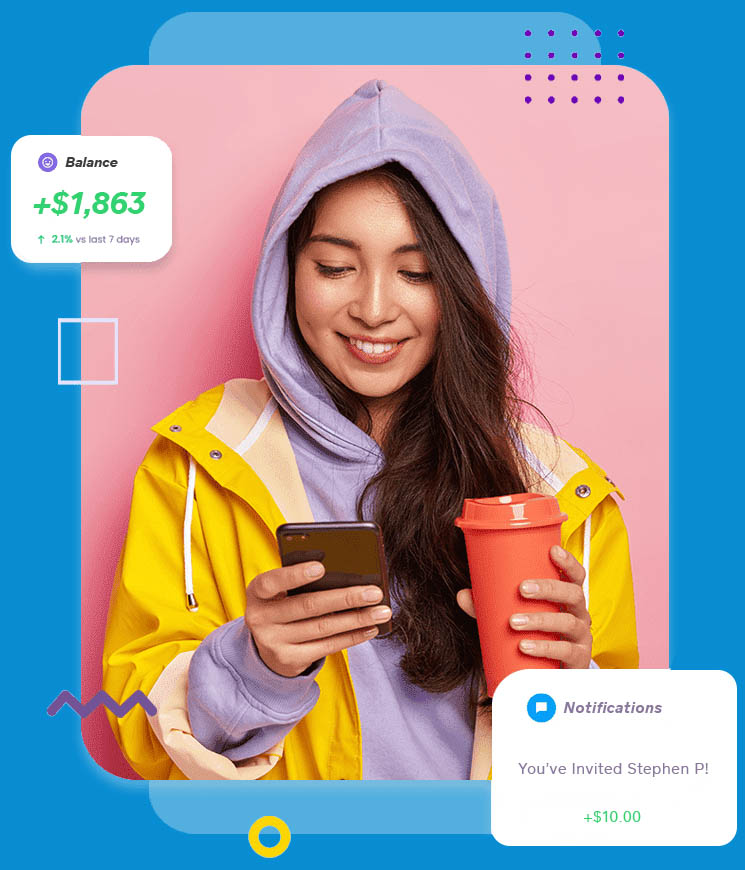 Balance
+$1,863
↑ 2.1% vs last 7 days
Notifications
You've Invited Stephen P!
+$10.00